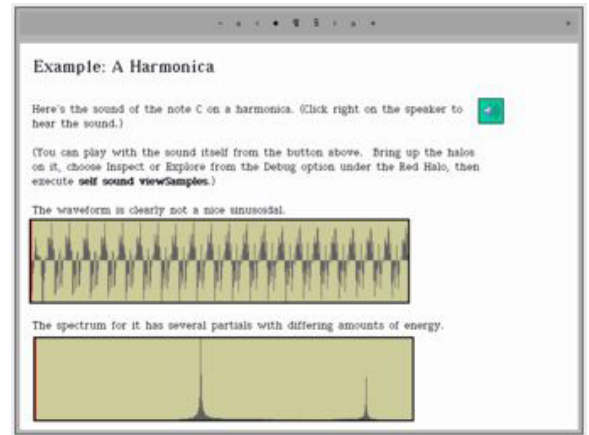 Example: A Harmonica
Here's the sound of the note C on a harmonica. (Click right on the speaker to
hear the sound.)
(You can play with the sound itself from the button above. Bring up the halos
on it, choose Inspect or Explore from the Debug option under the Red Halo, then
execute self sound viewSamples.)
The waveform is clearly not a nice sinusoidal.
The spectrum for it has several partials with differing amounts of energy.